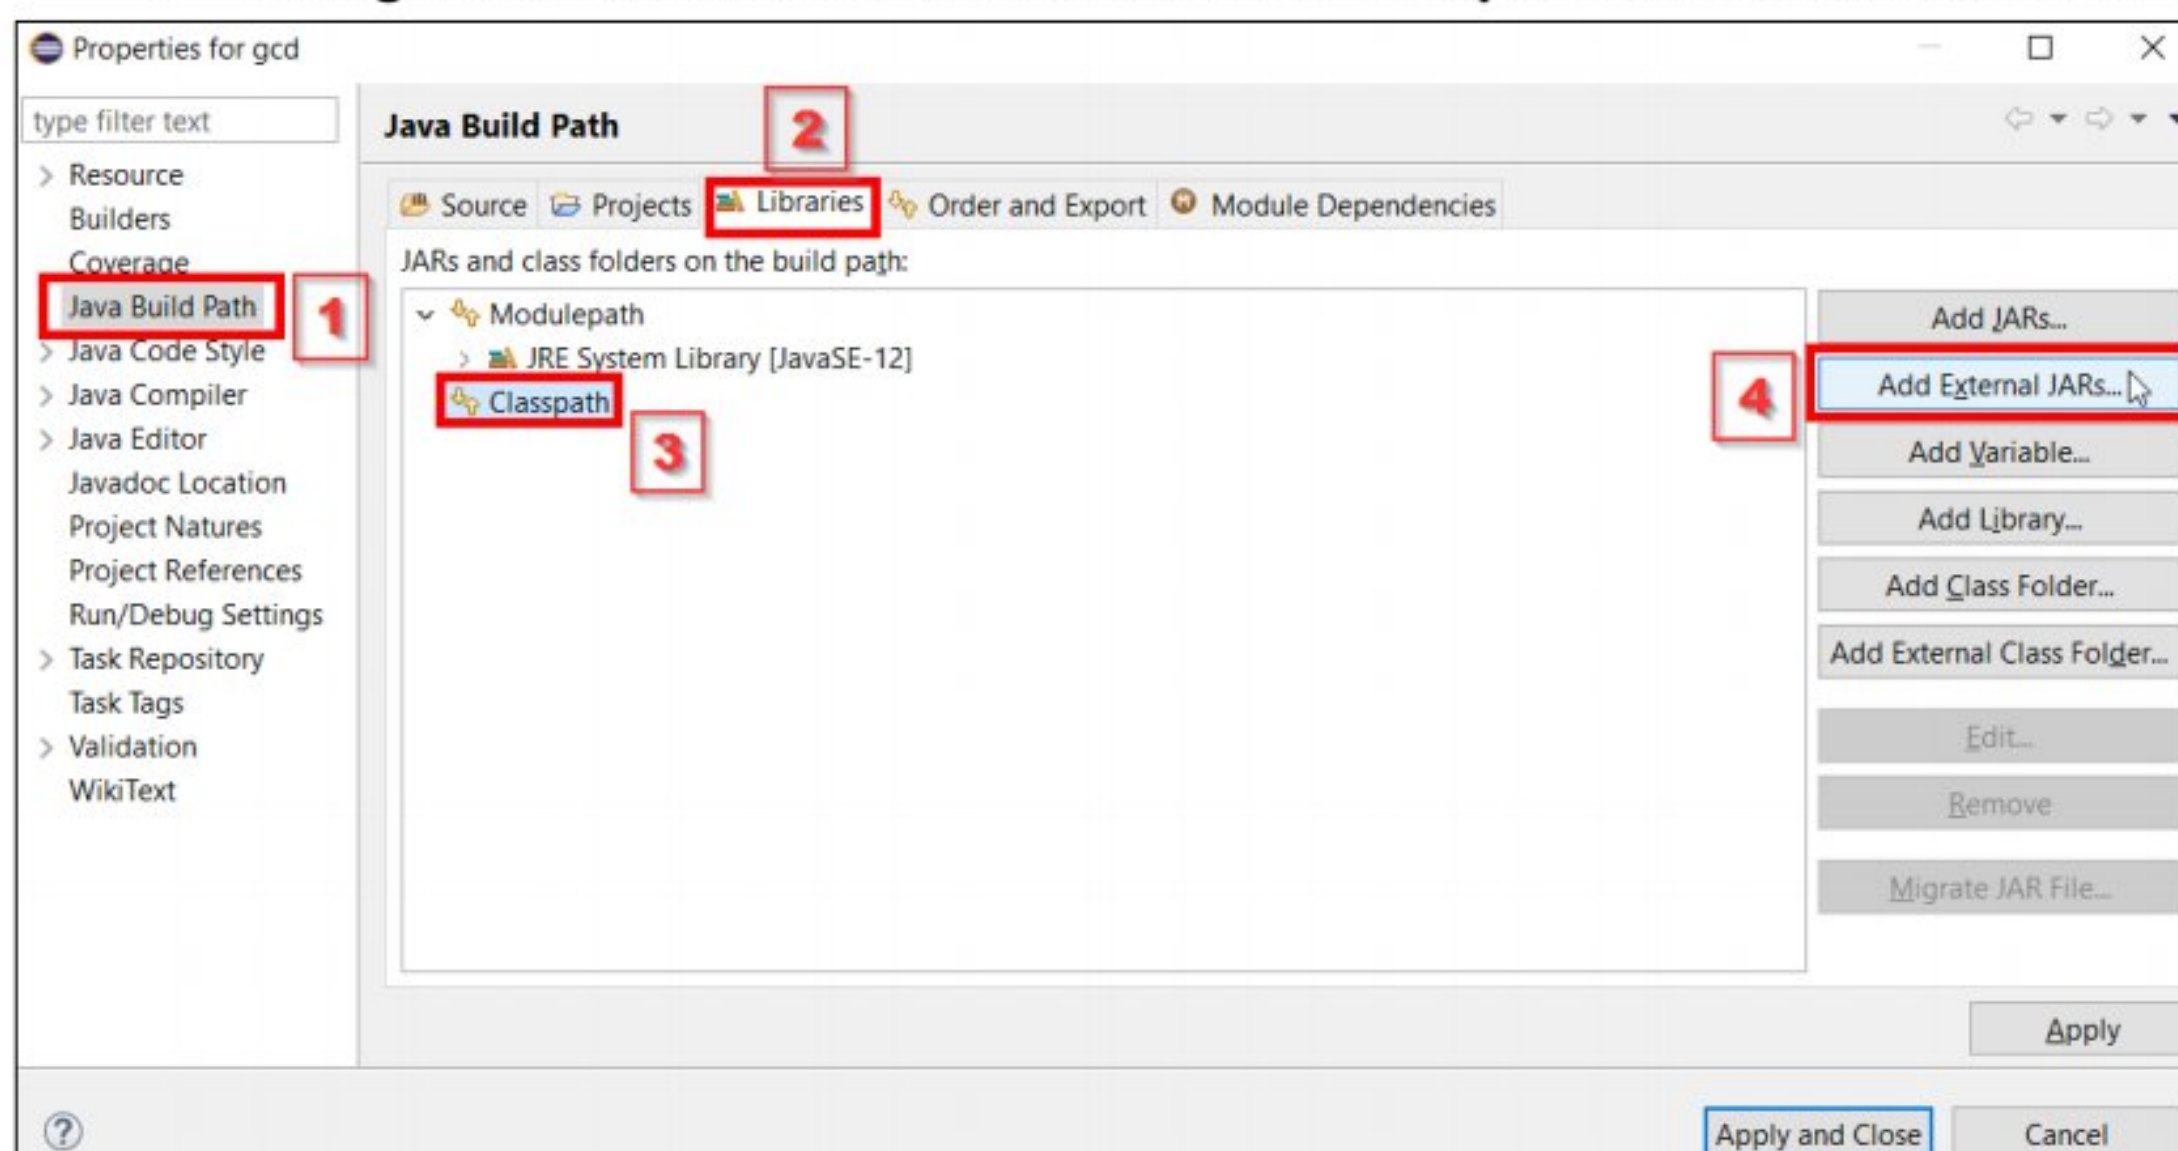 Properties for gcd
type filter text
Resource
Builders
Coverage
Java Build Path
1
Java Code Style
Java Compiler
Java Editor
Javadoc Location
Project Natures
Project References
Run/Debug Settings
Task Repository
Task Tags
Validation
WikiText
Java Build Path
2
Source Projects Libraries Order and Export Module Dependencies
JARs and class folders on the build path:
Modulepath
JRE System Library [JavaSE-12]
Classpath
3
4
Add JARs...
Add External JARs...
Add Variable...
Add Library...
Add Class Folder...
Add External Class Folder...
Edit...
Remove
Migrate JAR File...
Apply
Apply and Close Cancel